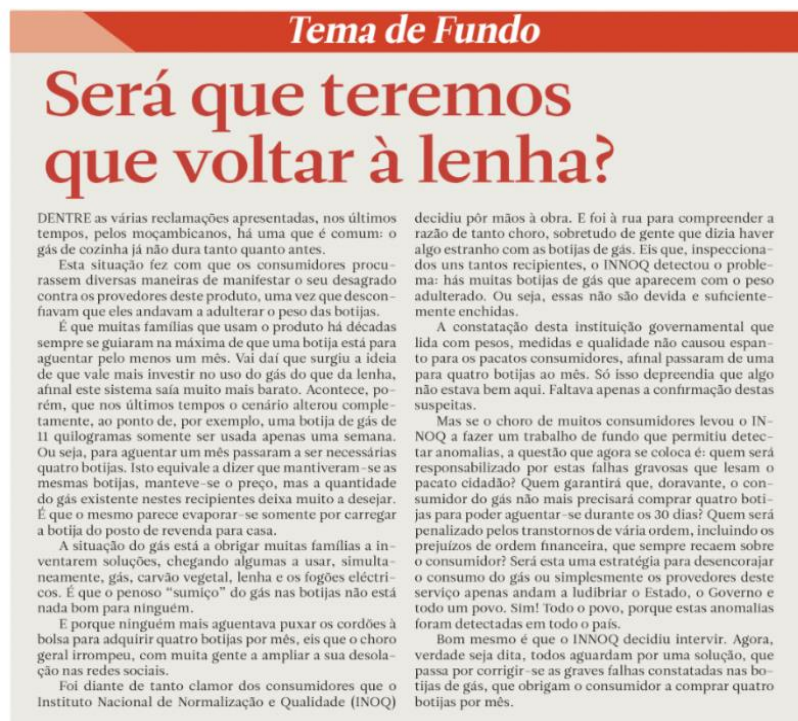 Tema de Fundo
Será que teremos
que voltar à lenha?
DENTRE as várias reclamações apresentadas, nos últimos
tempos, pelos moçambicanos, há uma que é comum: o
gás de cozinha já não dura tanto quanto antes.
Esta situação fez com que os consumidores procu-
rassem diversas maneiras de manifestar o seu desagrado
contra os provedores deste produto, uma vez que descon-
fiavam que eles andavam a adulterar o peso das botijas.
É que muitas famílias que usam o produto há décadas
sempre se guiaram na máxima de que uma botija está para
aguentar pelo menos um mês. Vai daí que surgiu a ideia
de que vale mais investir no uso do gás do que da lenha,
afinal este sistema saía muito mais barato. Acontece, po-
rém, que nos últimos tempos o cenário alterou comple-
tamente, ao ponto de, por exemplo, uma botija de gás de
11 quilogramas somente ser usada apenas uma semana.
Ou seja, para aguentar um mês passaram a ser necessárias
quatro botijas. Isto equivale a dizer que mantiveram-se as
mesmas botijas, manteve-se o preço, mas a quantidade
do gás existente nestes recipientes deixa muito a desejar.
É que o mesmo parece evaporar-se somente por carregar
a botija do posto de revenda para casa.
A situação do gás está a obrigar muitas famílias a in-
ventarem soluções, chegando algumas a usar, simulta-
neamente, gás, carvão vegetal, lenha e os fogões eléctri-
cos. É que o penoso “sumiço” do gás nas botijas não está
nada bom para ninguém.
E porque ninguém mais aguentava puxar os cordões à
bolsa para adquirir quatro botijas por mês, eis que o choro
geral irrompeu, com muita gente a ampliar a sua desola-
ção nas redes sociais.
Foi diante de tanto clamor dos consumidores que o
Instituto Nacional de Normalização e Qualidade (INOQ)
decidiu pôr mãos à obra. E foi à rua para compreender a
razão de tanto choro, sobretudo de gente que dizia haver
algo estranho com as botijas de gás. Eis que, inspecciona-
dos uns tantos recipientes, o INNOQ detectou o proble-
ma: hás muitas botijas de gás que aparecem com o peso
adulterado. Ou seja, essas não são devida e suficiente-
mente enchidas.
A constatação desta instituição governamental que
lida com pesos, medidas e qualidade não causou espan-
to para os pacatos consumidores, afinal passaram de uma
para quatro botijas ao mês. Só isso depreendia que algo
não estava bem aqui. Faltava apenas a confirmação destas
suspeitas.
Mas se o choro de muitos consumidores levou o IN-
NOQ a fazer um trabalho de fundo que permitiu detec-
tar anomalias, a questão que agora se coloca é: quem será
responsabilizado por estas falhas gravosas que lesam o
pacato cidadão? Quem garantirá que, doravante, o con-
sumidor do gás não mais precisará comprar quatro boti-
jas para poder aguentar-se durante os 30 dias? Quem será
penalizado pelos transtornos de vária ordem, incluindo os
prejuízos de ordem financeira, que sempre recaem sobre
o consumidor? Será esta uma estratégia para desencorajar
o consumo do gás ou simplesmente os provedores deste
serviço apenas andam a ludibriar o Estado, o Governo e
todo um povo. Sim! Todo o povo, porque estas anomalias
foram detectadas em todo o país.
Bom mesmo é que o INNOQ decidiu intervir. Agora,
verdade seja dita, todos aguardam por uma solução, que
passa por corrigir-se as graves falhas constatadas nas bo-
tijas de gás, que obrigam o consumidor a comprar quatro
botijas por mês.